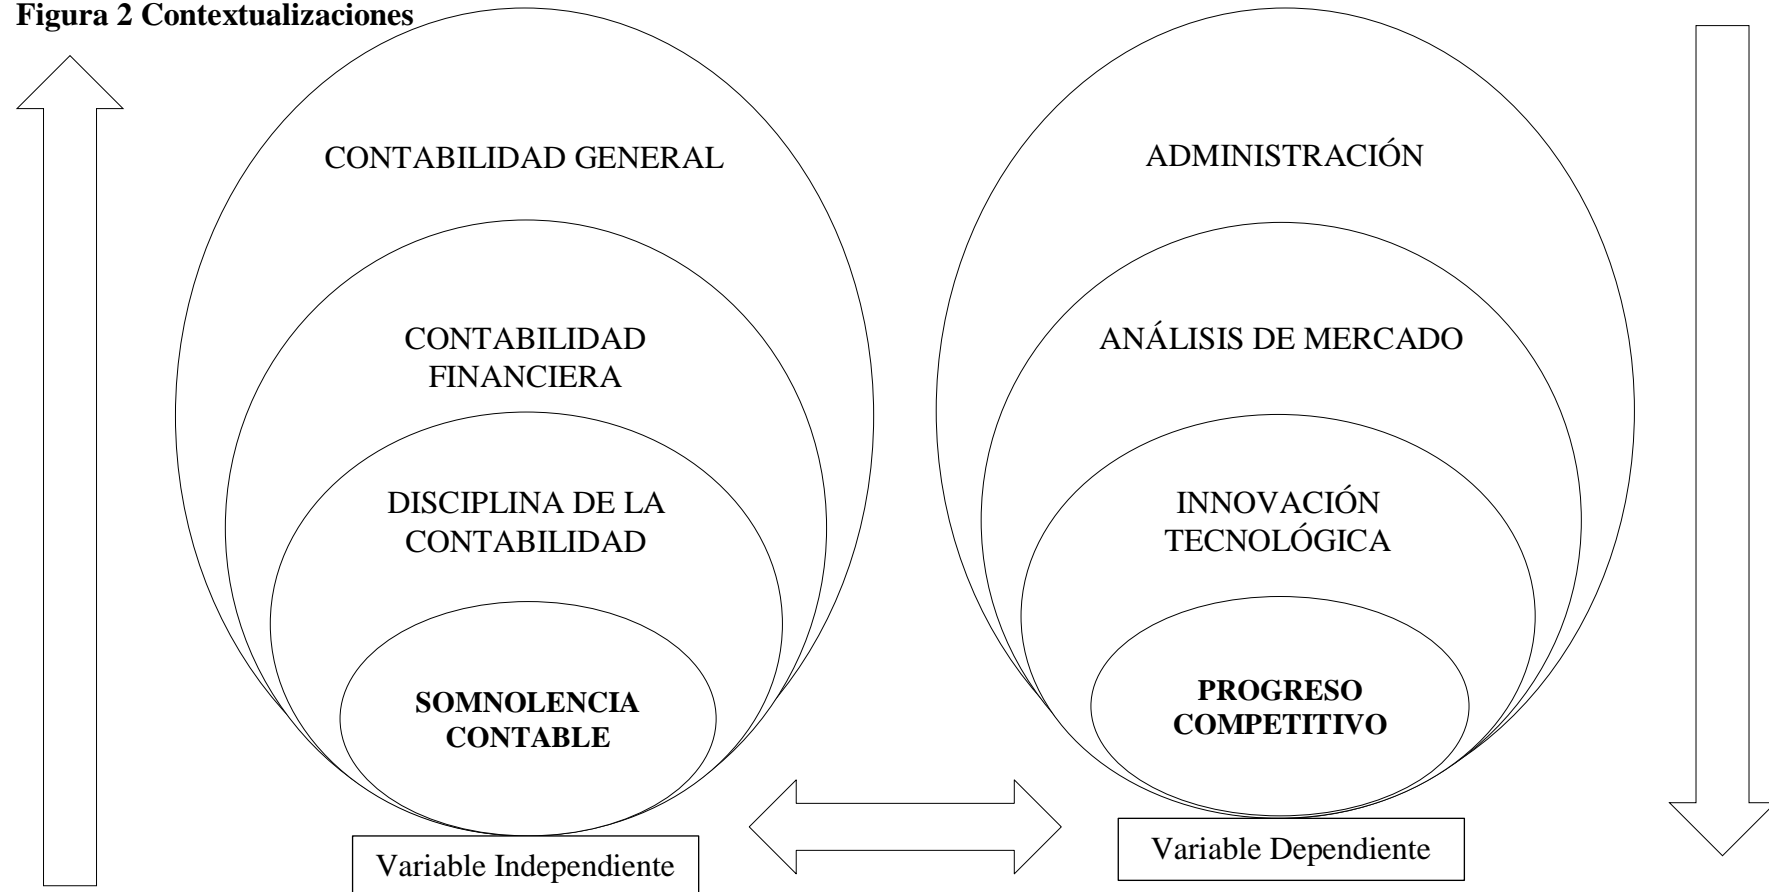 Figura 2 Contextualizaciones
CONTABILIDAD GENERAL
CONTABILIDAD
FINANCIERA
DISCIPLINA DE LA
CONTABILIDAD
SOMNOLENCIA
CONTABLE
Variable Independiente
ADMINISTRACIÓN
ANÁLISIS DE MERCADO
INNOVACIÓN
TECNOLÓGICA
PROGRESO
COMPETITIVO
Variable Dependiente